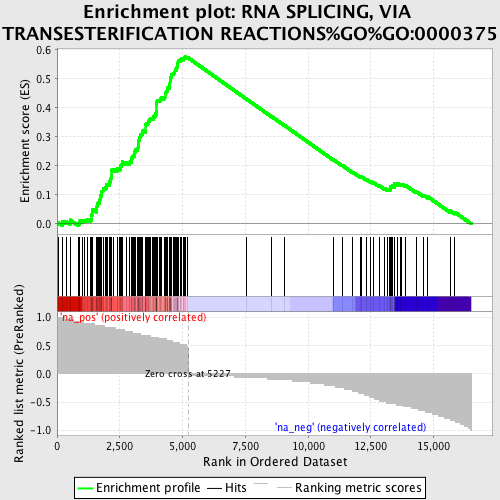 Enrichment plot: RNA SPLICING, VIA
TRANSESTERIFICATION REACTIONS%GO%GO:0000375
Enrichment score (ES)
0.6
0.5
0.4
0.3
0.2
0.1
0.0
Ranked list metric (PreRanked)
1.0
0.5
0.0
-0.5
-1.0
'na_pos' (positively correlated)
Zero cross at 5227
'na_neg' (negatively correlated)
0
2,500
5,000
7,500
10,000
12,500
15,000
Rank in Ordered Dataset
Enrichment profile
Hits
Ranking metric scores